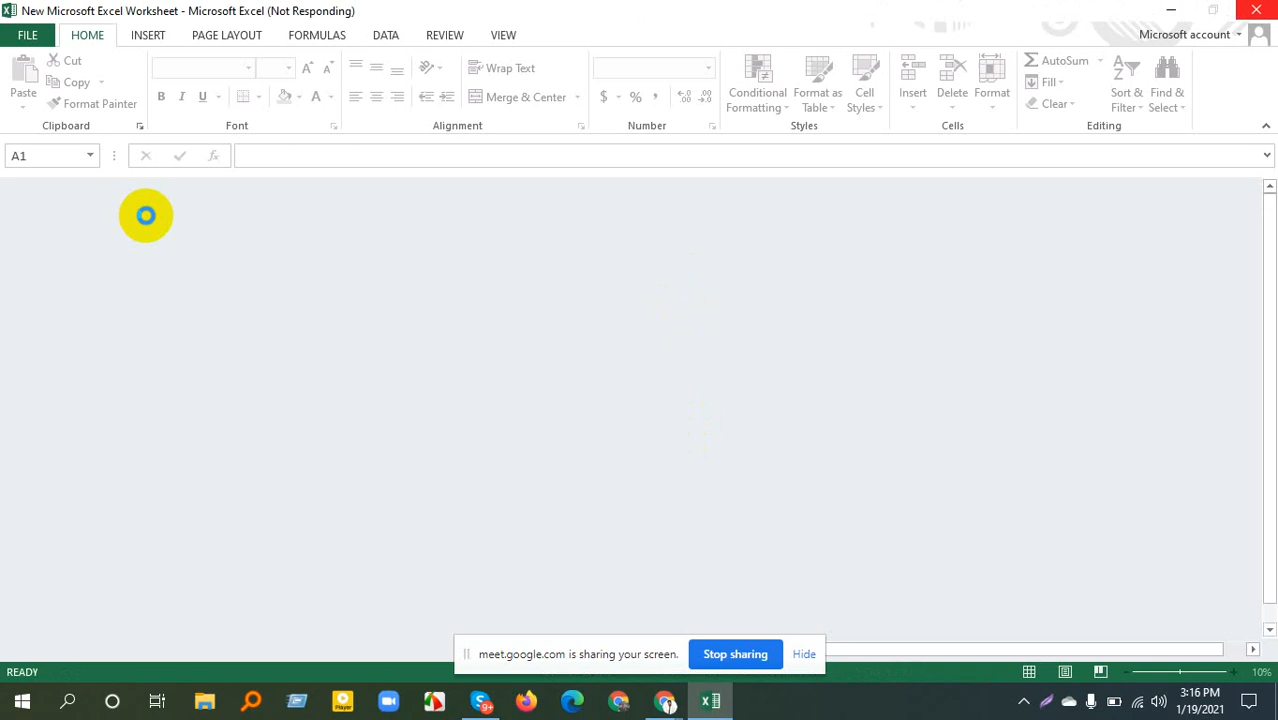 New Microsoft Excel Worksheet - Microsoft Excel (Not Responding)
FILE HOME INSERT PAGE LAYOUT FORMULAS DATA REVIEW VIEW Microsoft account
Paste
Cut
Copy
Format Painter
Clipboard
B I U A A A
Font
Wrap Text
Merge & Center
Alignment
$ % ,
Number
Conditional
Formatting
Format as
Table
Cell
Styles
Styles
Insert
Delete
Format
Cells
AutoSum
Fill
Clear
Sort &
Filter
Find &
Select
Editing
A1
fx
meet.google.com is sharing your screen. Stop sharing Hide
READY
10%
9+
Player
3:16 PM
1/19/2021